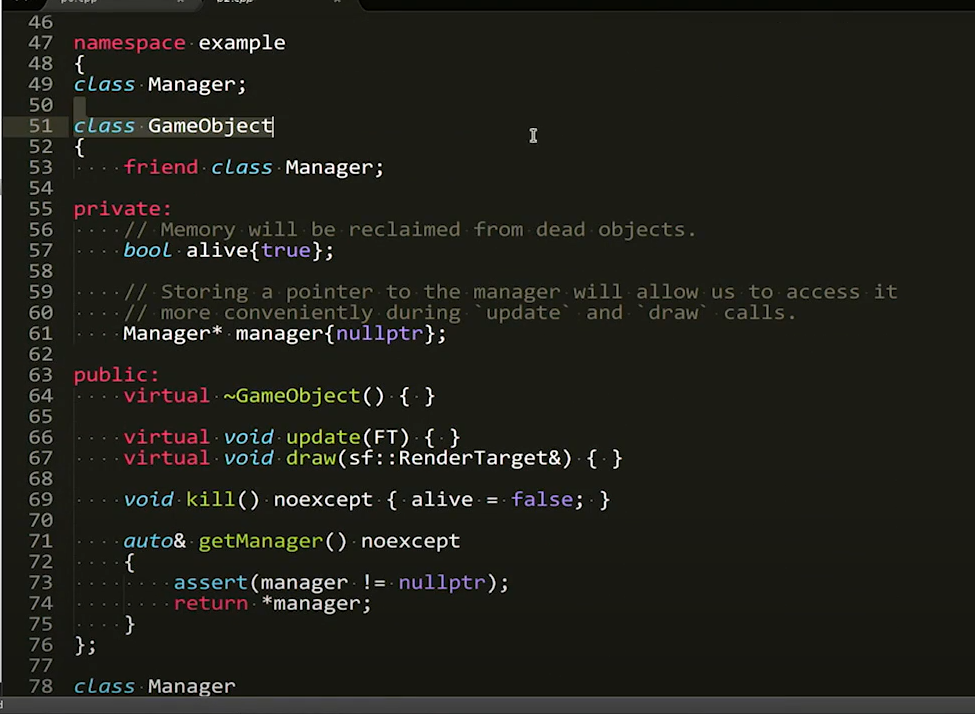 46
47 namespace example
48 {
49 class Manager;
50
51 class GameObject
52 {
53     friend class Manager;
54
55 private:
56     // Memory will be reclaimed from dead objects.
57     bool alive{true};
58
59     // Storing a pointer to the manager will allow us to access it
60     // more conveniently during `update` and `draw` calls.
61     Manager* manager{nullptr};
62
63 public:
64     virtual ~GameObject() { }
65
66     virtual void update(FT) { }
67     virtual void draw(sf::RenderTarget&) { }
68
69     void kill() noexcept { alive = false; }
70
71     auto& getManager() noexcept
72     {
73         assert(manager != nullptr);
74         return *manager;
75     }
76 };
77
78 class Manager